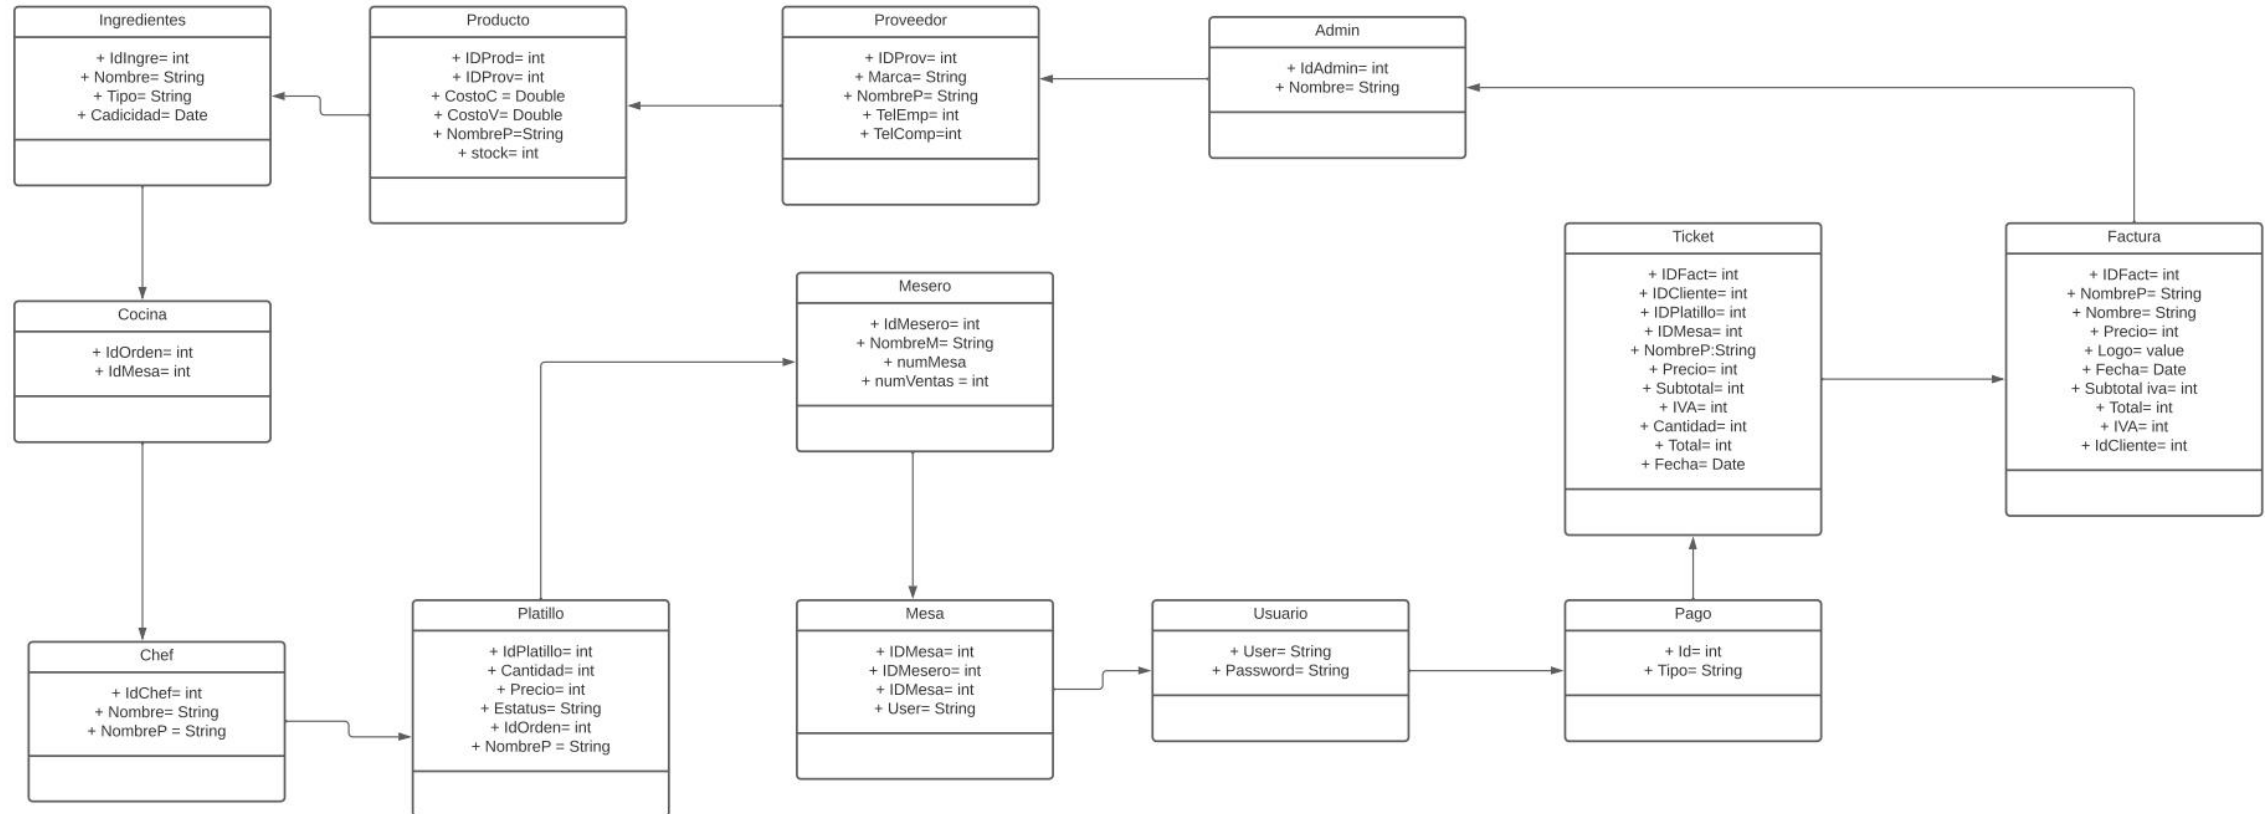 Ingredientes
+ IdIngre= int
+ Nombre= String
+ Tipo= String
+ Cadicidad= Date
Producto
+ IDProd= int
+ IDProv= int
+ CostoC = Double
+ CostoV= Double
+ NombreP=String
+ stock= int
Proveedor
+ IDProv= int
+ Marca= String
+ NombreP= String
+ TelEmp= int
+ TelComp=int
Admin
+ IdAdmin= int
+ Nombre= String
Cocina
+ IdOrden= int
+ IdMesa= int
Mesero
+ IdMesero= int
+ NombreM= String
+ numMesa
+ numVentas = int
Ticket
+ IDFact= int
+ IDCliente= int
+ IDPlatillo= int
+ IDMesa= int
+ NombreP:String
+ Precio= int
+ Subtotal= int
+ IVA= int
+ Cantidad= int
+ Total= int
+ Fecha= Date
Factura
+ IDFact= int
+ NombreP= String
+ Nombre= String
+ Precio= int
+ Logo= value
+ Fecha= Date
+ Subtotal iva= int
+ Total= int
+ IVA= int
+ IdCliente= int
Chef
+ IdChef= int
+ Nombre= String
+ NombreP = String
Platillo
+ IdPlatillo= int
+ Cantidad= int
+ Precio= int
+ Estatus= String
+ IdOrden= int
+ NombreP = String
Mesa
+ IDMesa= int
+ IDMesero= int
+ IDMesa= int
+ User= String
Usuario
+ User= String
+ Password= String
Pago
+ Id= int
+ Tipo= String